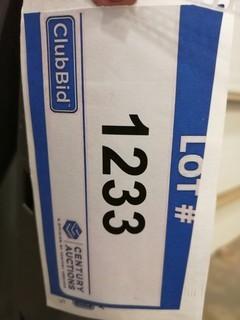 LOT #
1233
ClubBid
CENTURY
AUCTIONS